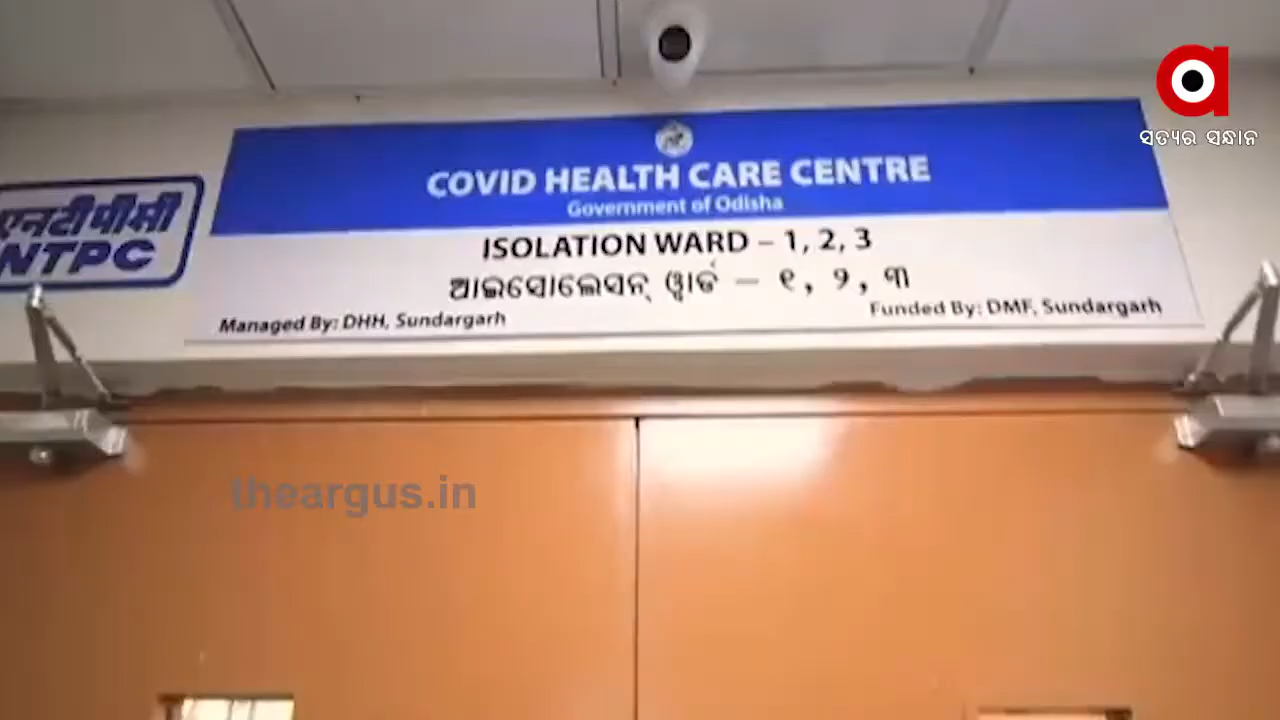 ସତ୍ୟର ସନ୍ଧାନ
COVID HEALTH CARE CENTRE
Government of Odisha
एनटीपीसी
NTPC
ISOLATION WARD – 1, 2, 3
ଆଇସୋଲେସନ୍ ୱାର୍ଡ – ୧, ୨, ୩
Managed By: DHH, Sundargarh
Funded By: DMF, Sundargarh
theargus.in